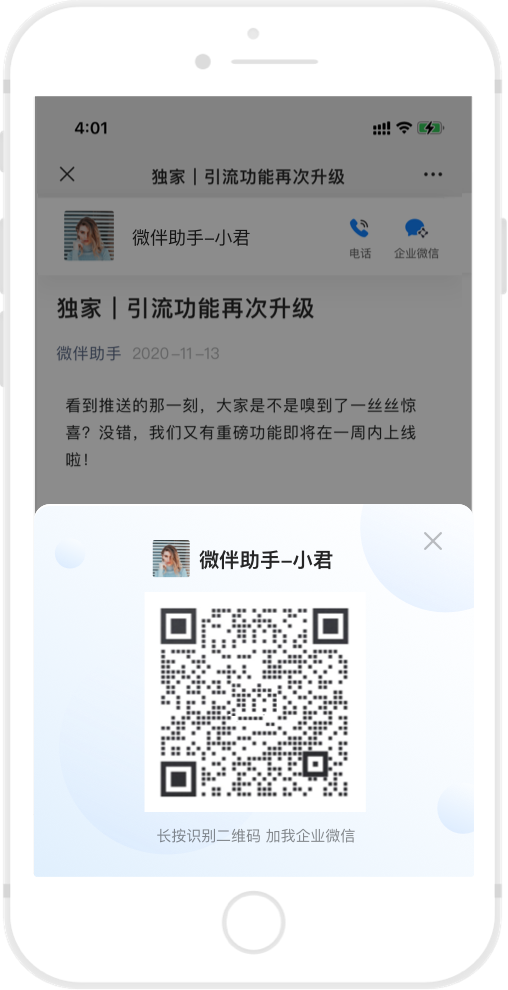 4:01
独家｜引流功能再次升级
微伴助手-小君
电话 企业微信
独家｜引流功能再次升级
微伴助手 2020-11-13
看到推送的那一刻，大家是不是嗅到了一丝丝惊
喜？没错，我们又有重磅功能即将在一周内上线
啦！
微伴助手-小君
长按识别二维码 加我企业微信